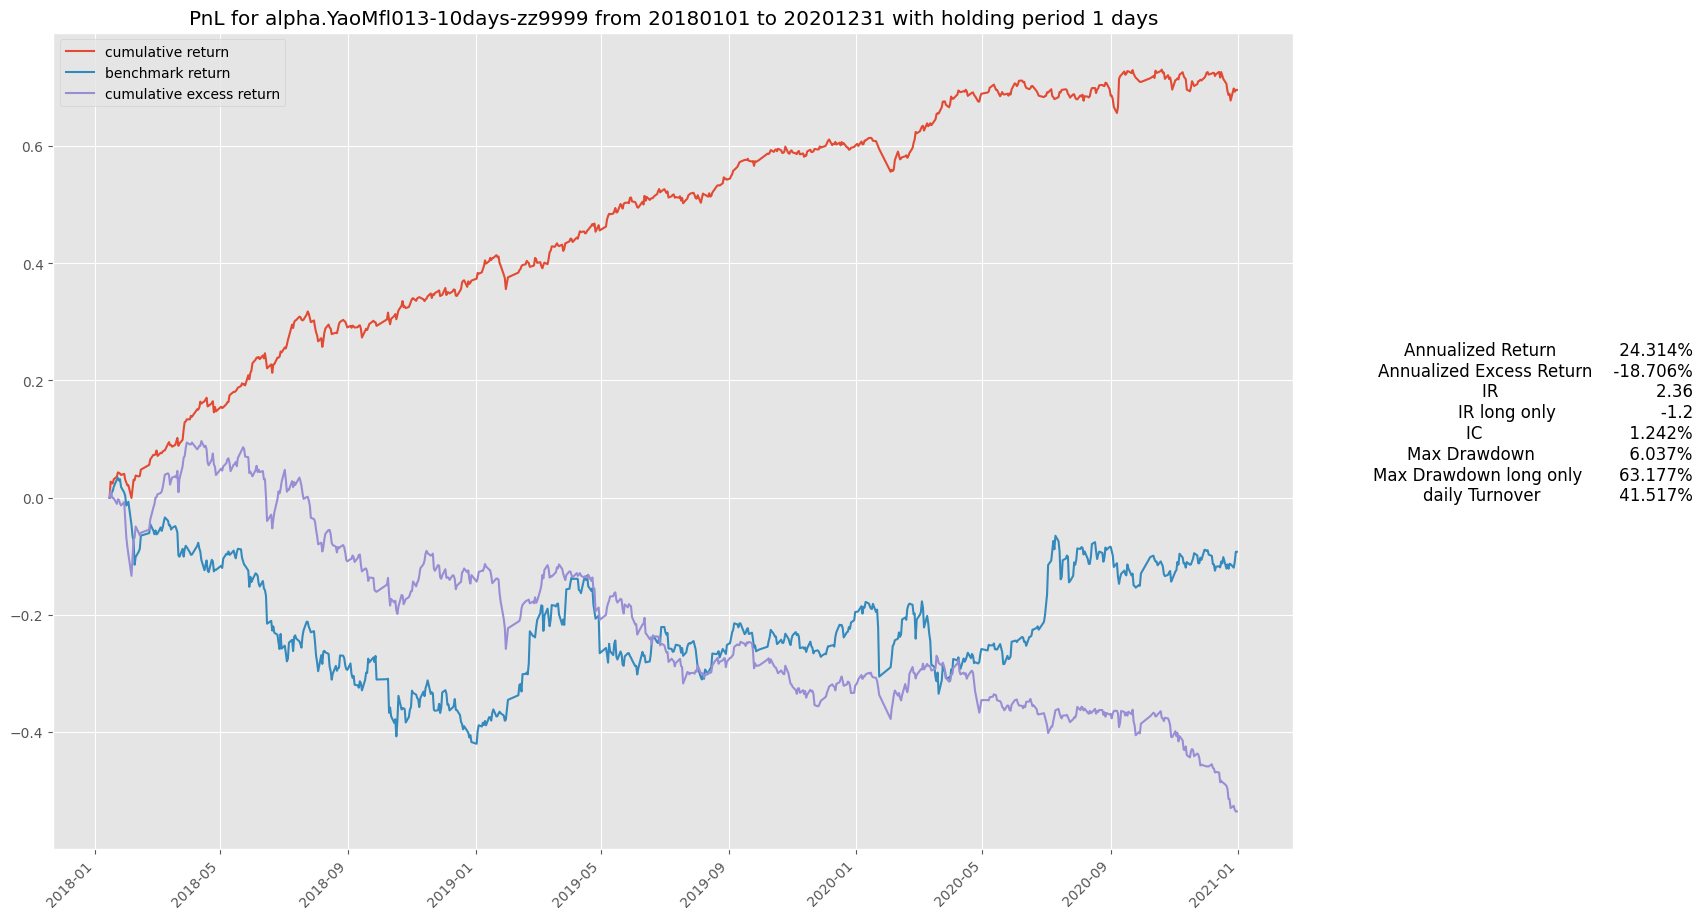 PnL for alpha.YaoMfl013-10days-zz9999 from 20180101 to 20201231 with holding period 1 days
cumulative return
benchmark return
cumulative excess return
0.6
0.4
0.2
0.0
−0.2
−0.4
2018-01
2018-05
2018-09
2019-01
2019-05
2019-09
2020-01
2020-05
2020-09
2021-01
Annualized Return 24.314%
Annualized Excess Return -18.706%
IR 2.36
IR long only -1.2
IC 1.242%
Max Drawdown 6.037%
Max Drawdown long only 63.177%
daily Turnover 41.517%